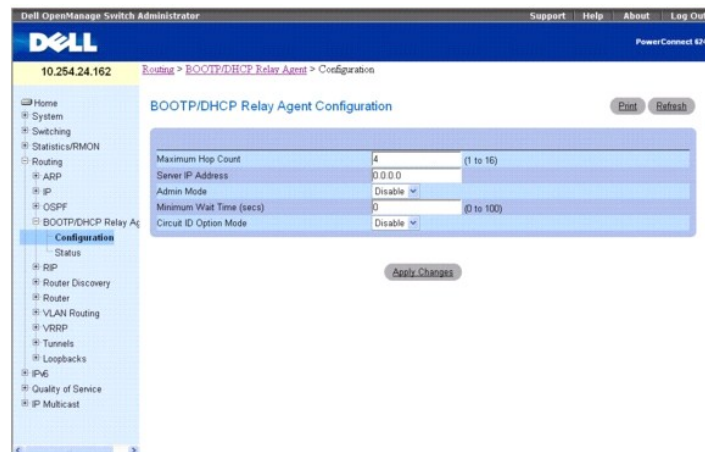 Dell OpenManage Switch Administrator
Support Help About Log Out
DELL
PowerConnect 624
10.254.24.162
Routing > BOOTP/DHCP Relay Agent > Configuration
Home
System
Switching
Statistics/RMON
Routing
ARP
IP
OSPF
BOOTP/DHCP Relay Ag
Configuration
Status
RIP
Router Discovery
Router
VLAN Routing
VRRP
Tunnels
Loopbacks
IPv6
Quality of Service
IP Multicast
BOOTP/DHCP Relay Agent Configuration
Print Refresh
Maximum Hop Count 4 (1 to 16)
Server IP Address 0.0.0.0
Admin Mode Disable
Minimum Wait Time (secs) 0 (0 to 100)
Circuit ID Option Mode Disable
Apply Changes